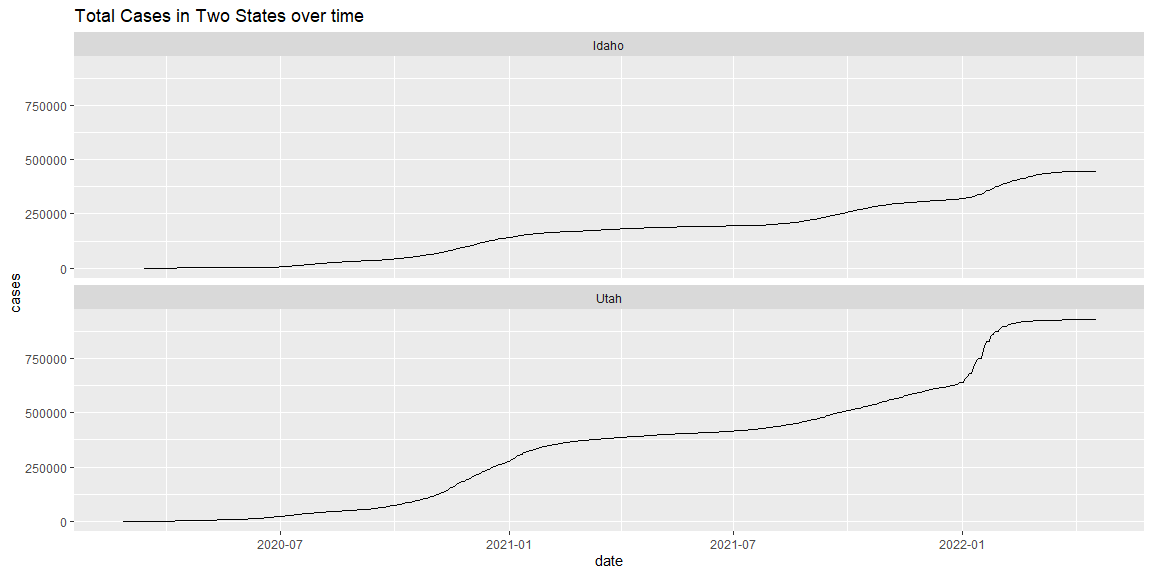 Total Cases in Two States over time
Idaho
750000
500000
250000
0
cases
Utah
750000
500000
250000
0
2020-07 2021-01 2021-07 2022-01
date